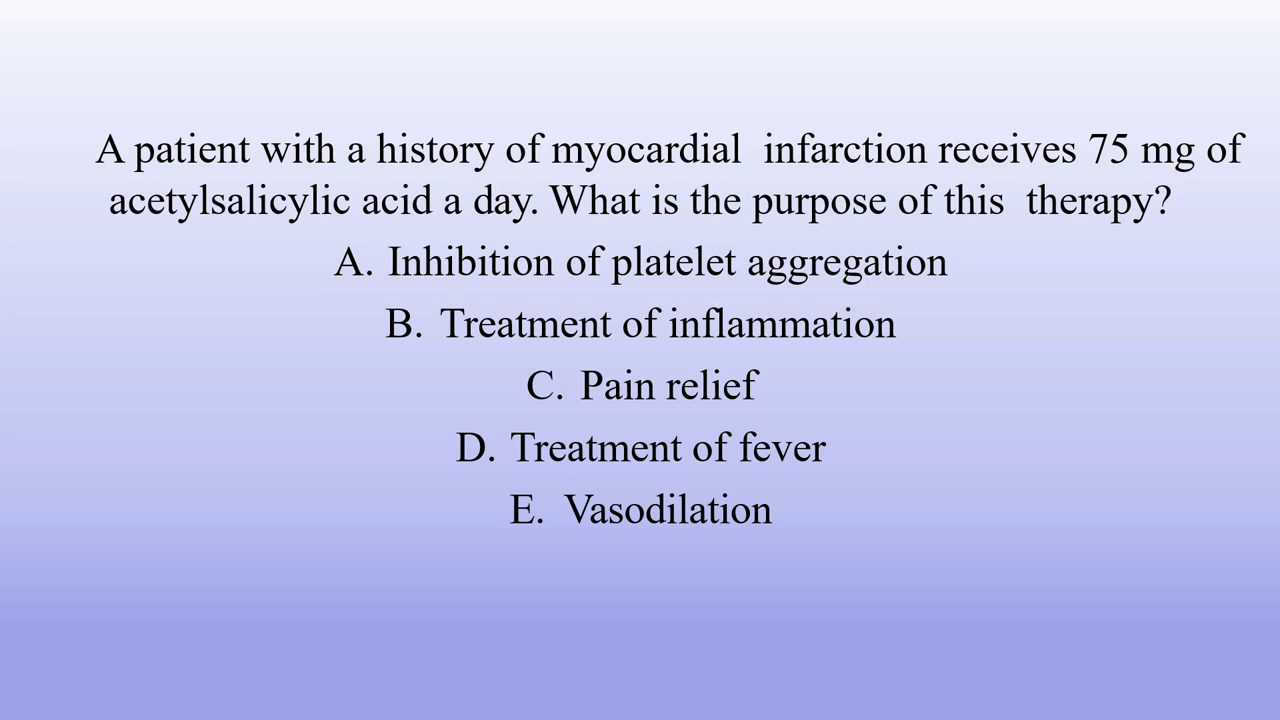 A patient with a history of myocardial  infarction receives 75 mg of
acetylsalicylic acid a day. What is the purpose of this  therapy?
A. Inhibition of platelet aggregation
B. Treatment of inflammation
C. Pain relief
D. Treatment of fever
E. Vasodilation